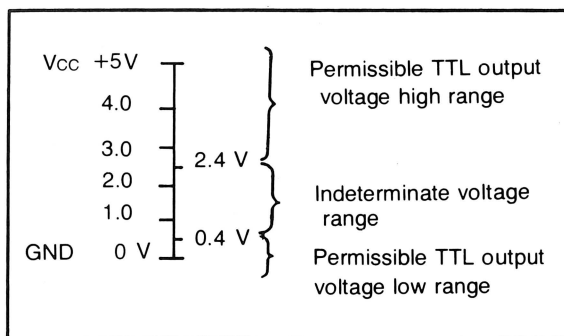 Vcc +5V
4.0
3.0
2.4 V
2.0
1.0
0.4 V
GND 0 V
Permissible TTL output
voltage high range
Indeterminate voltage
range
Permissible TTL output
voltage low range